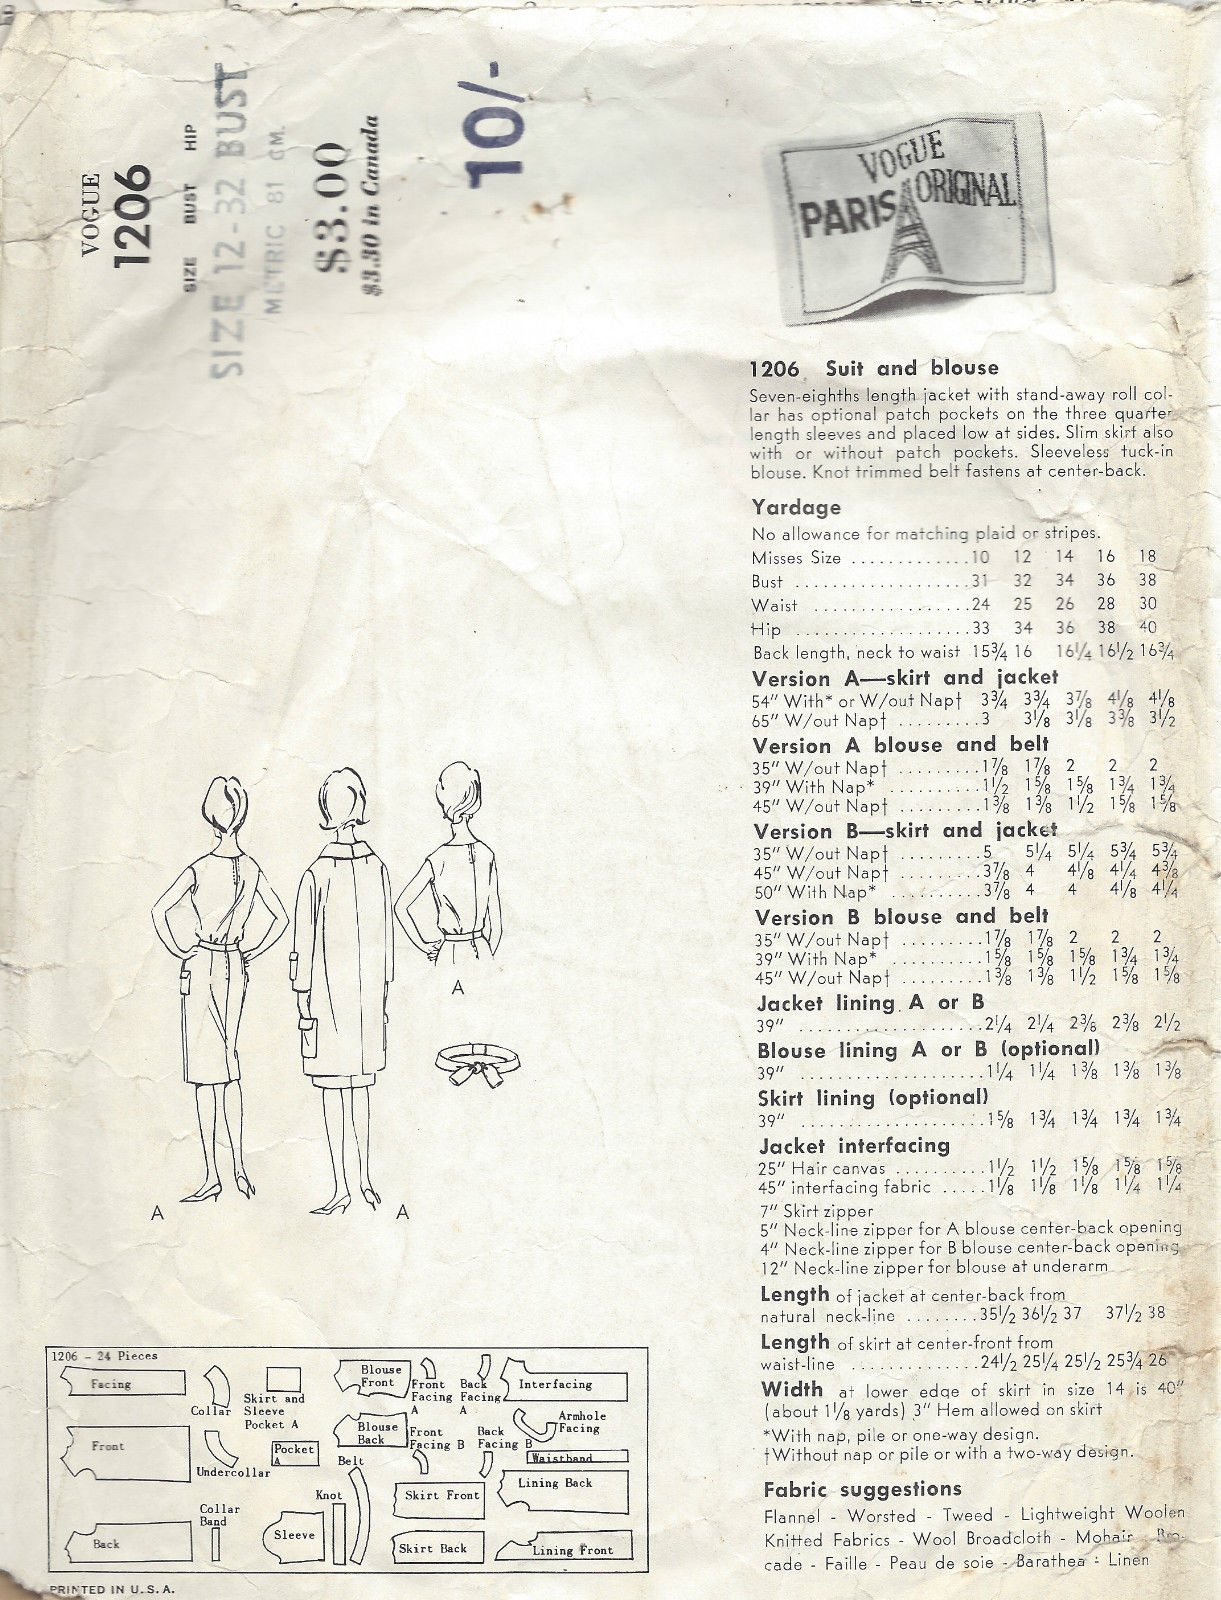 VOGUE
1206
SIZE BUST HIP
SIZE 12-32 BUST
METRIC 81 CM.
$3.00
$3.30 in Canada
10/-
VOGUE
PARIS ORIGINAL
1206 Suit and blouse
Seven-eighths length jacket with stand-away roll col-
lar has optional patch pockets on the three quarter
length sleeves and placed low at sides. Slim skirt also
with or without patch pockets. Sleeveless tuck-in
blouse. Knot trimmed belt fastens at center-back.
Yardage
No allowance for matching plaid or stripes.
Misses Size .............10 12 14 16 18
Bust ...................31 32 34 36 38
Waist .................24 25 26 28 30
Hip ...................33 34 36 38 40
Back length, neck to waist 15¾ 16 16¼ 16½ 16¾
Version A—skirt and jacket
54" With* or W/out Nap† 3¾ 3¾ 3⅞ 4⅛ 4⅛
65" W/out Nap† .........3 3⅛ 3⅛ 3⅜ 3½
Version A blouse and belt
35" W/out Nap† .........1⅞ 1⅞ 2 2 2
39" With Nap* ..........1½ 1⅝ 1⅝ 1¾ 1¾
45" W/out Nap† .........1⅜ 1⅜ 1½ 1⅝ 1⅝
Version B—skirt and jacket
35" W/out Nap† .........5 5¼ 5¼ 5¾ 5¾
45" W/out Nap† .........3⅞ 4 4⅛ 4¼ 4⅜
50" With Nap* ..........3⅞ 4 4 4⅛ 4¼
Version B blouse and belt
35" W/out Nap† .........1⅞ 1⅞ 2 2 2
39" With Nap* ..........1⅝ 1⅝ 1⅝ 1¾ 1¾
45" W/out Nap† .........1⅜ 1⅜ 1½ 1⅝ 1⅝
Jacket lining A or B
39" ...................2¼ 2¼ 2⅜ 2⅜ 2½
Blouse lining A or B (optional)
39" ...................1¼ 1¼ 1⅜ 1⅜ 1⅜
Skirt lining (optional)
39" ...................1⅝ 1¾ 1¾ 1¾ 1¾
Jacket interfacing
25" Hair canvas ..........1½ 1½ 1⅝ 1⅝ 1⅝
45" interfacing fabric .....1⅛ 1⅛ 1⅛ 1¼ 1¼
7" Skirt zipper
5" Neck-line zipper for A blouse center-back opening
4" Neck-line zipper for B blouse center-back opening
12" Neck-line zipper for blouse at underarm
Length of jacket at center-back from
natural neck-line ........35½ 36½ 37 37½ 38
Length of skirt at center-front from
waist-line .............24½ 25¼ 25½ 25¾ 26
Width at lower edge of skirt in size 14 is 40"
(about 1⅛ yards) 3" Hem allowed on skirt
*With nap, pile or one-way design.
†Without nap or pile or with a two-way design.
Fabric suggestions
Flannel - Worsted - Tweed - Lightweight Woolen
Knitted Fabrics - Wool Broadcloth - Mohair - Bro-
cade - Faille - Peau de soie - Barathea - Linen
A
A
A
1206 - 24 Pieces
Facing
Collar
Skirt and
Sleeve
Pocket A
Blouse
Front
Front
Facing
A
Back
Facing
A
Interfacing
Front
Undercollar
Pocket
A
Blouse
Back
Front
Facing B
Back
Facing B
Armhole
Facing
Waistband
Belt
Knot
Skirt Front
Lining Back
Back
Collar
Band
Sleeve
Skirt Back
Lining Front
PRINTED IN U.S.A.